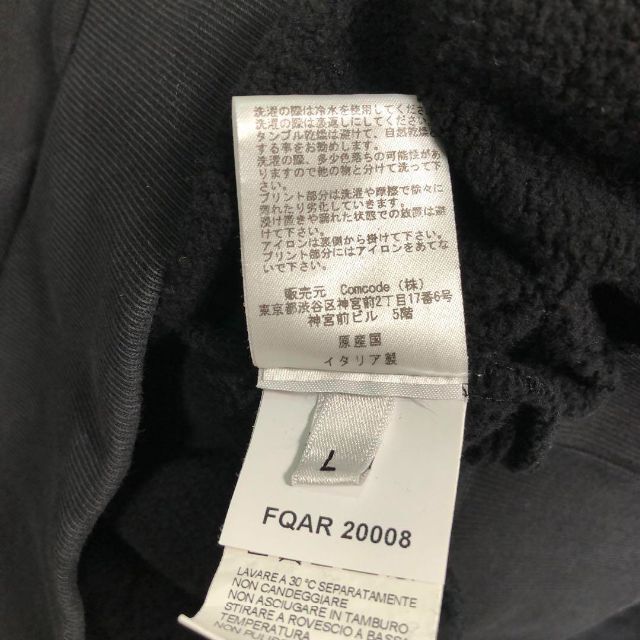 洗濯の際は冷水を使用してくださ
洗濯の際は裏返しにしてください
タンブル乾燥は避けて、自然乾燥
する事をお勧めします。
洗濯の際、多少色落ちの可能性があ
りますので他の物と分けて洗って下
さい。
プリント部分は洗濯や摩擦で徐々に
薄れたり劣化していきます。
浸け置きや濡れた状態での放置は避け
て下さい。
アイロンは裏側から掛けて下さい。
プリント部分にはアイロンをあてな
いで下さい。
販売元 Comcode (株)
東京都渋谷区神宮前2丁目17番6号
神宮前ビル 5階
原産国
イタリア製
L
FQAR 20008
LAVARE A 30 °C SEPARATAMENTE
NON CANDEGGIARE
NON ASCIUGARE IN TAMBURO
STIRARE A ROVESCIO A BASSA
TEMPERATURA